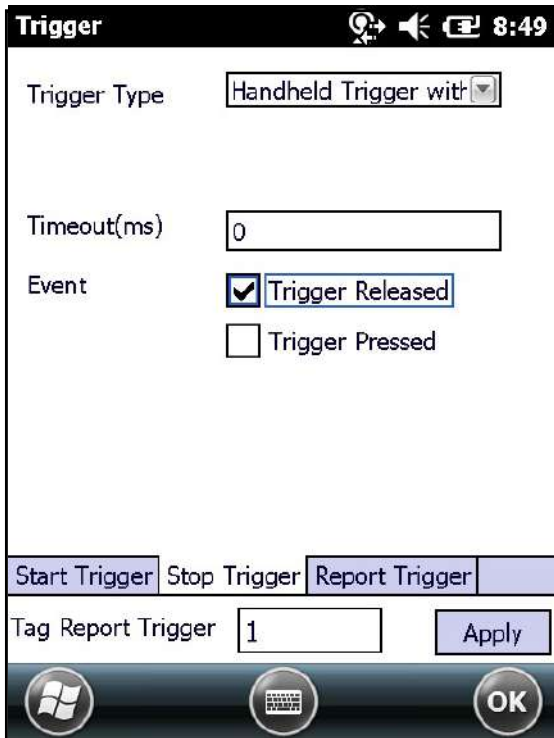 Trigger 8:49
Trigger Type Handheld Trigger with
Timeout(ms) 0
Event Trigger Released
Trigger Pressed
Start Trigger Stop Trigger Report Trigger
Tag Report Trigger 1 Apply
OK